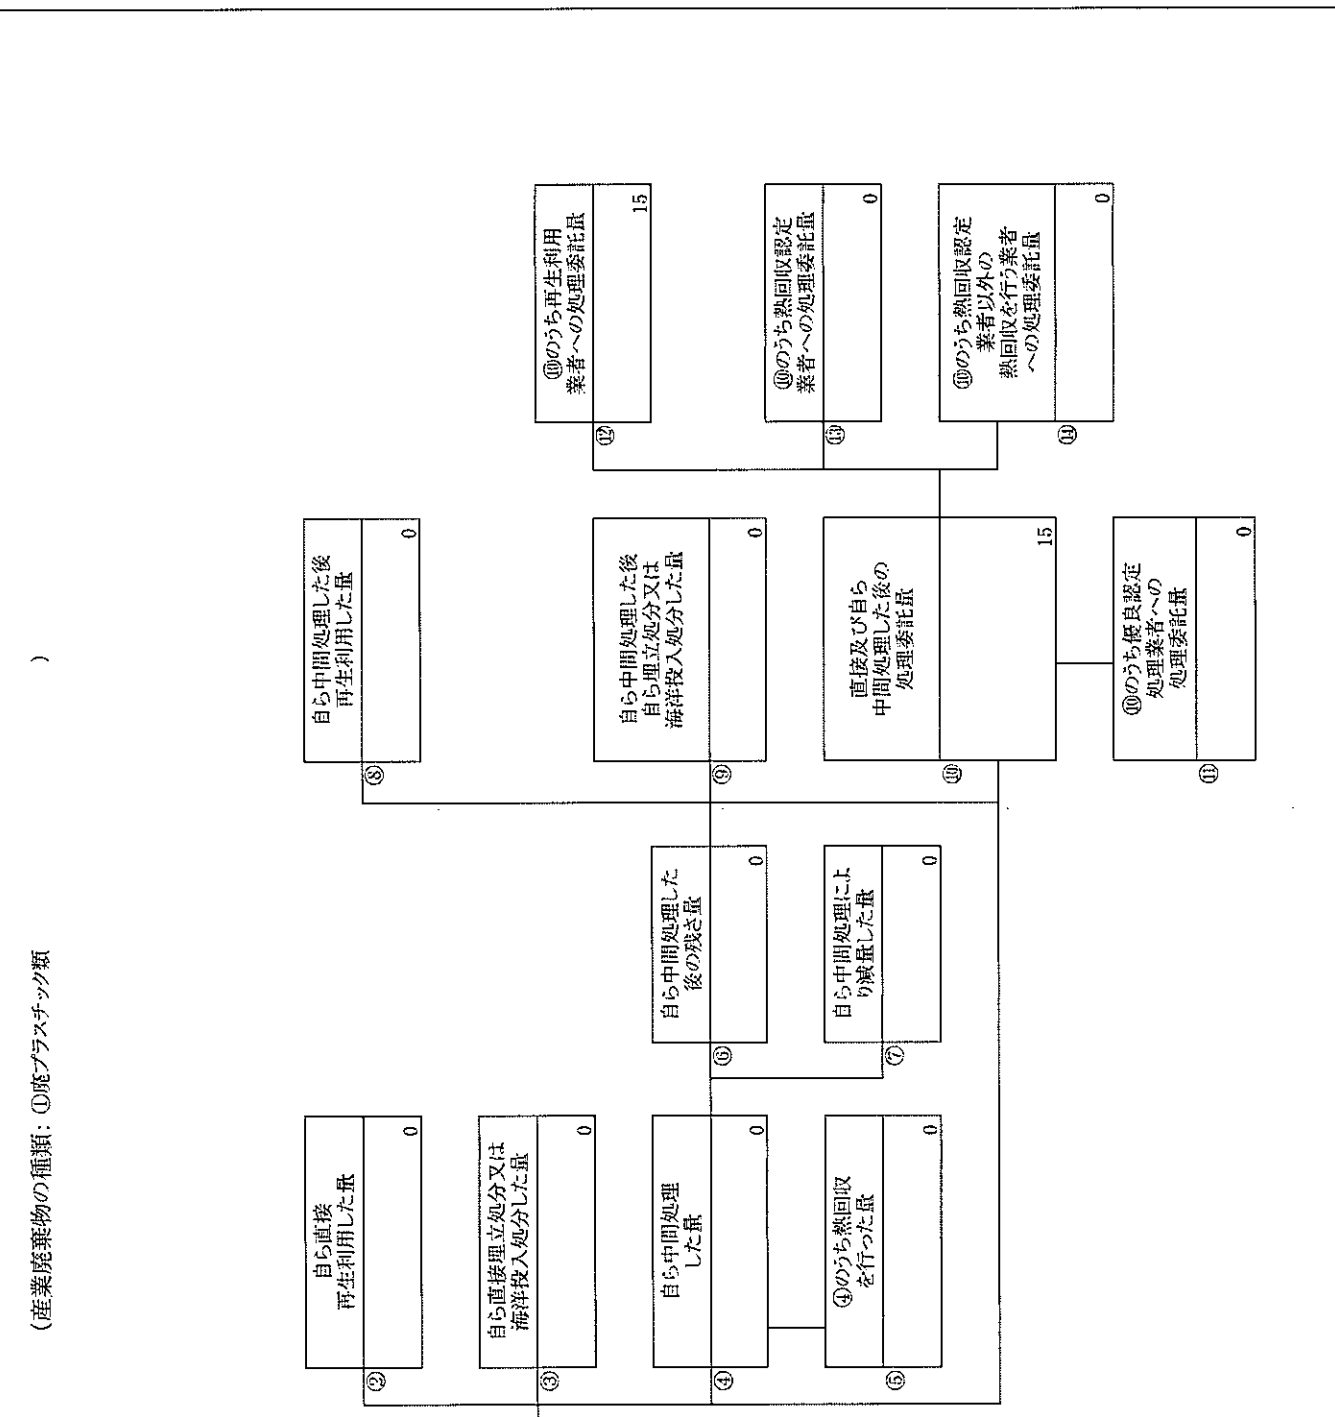 (産業廃棄物の種類：①廃プラスチック類　　　　　)
②
自ら直接
再生利用した量
0
③
自ら直接埋立処分又は
海洋投入処分した量
0
④
自ら中間処理
した量
0
⑤
④のうち熱回収
を行った量
0
⑥
自ら中間処理した
後の残さ量
0
⑦
自ら中間処理によ
り減量した量
0
⑧
自ら中間処理した後
再生利用した量
0
⑨
自ら中間処理した後
自ら埋立処分又は
海洋投入処分した量
0
⑩
直接及び自ら
中間処理した後の
処理委託量
15
⑪
⑩のうち優良認定
処理業者への
処理委託量
0
⑫
⑩のうち再生利用
業者への処理委託量
15
⑬
⑩のうち熱回収認定
業者への処理委託量
0
⑭
⑩のうち熱回収認定
業者以外の
熱回収を行う業者
への処理委託量
0